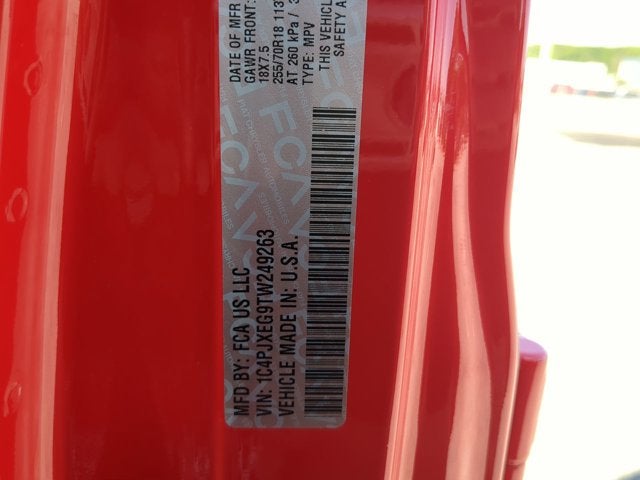 DATE OF MFR
GAWR FRONT:
18X7.5
255/70R18 113
AT 260 kPa / 3
TYPE: MPV
THIS VEHICLE
SAFETY A
MFD BY: FCA US LLC
VIN: 1C4PJXEG9TW249263
VEHICLE MADE IN: U.S.A.